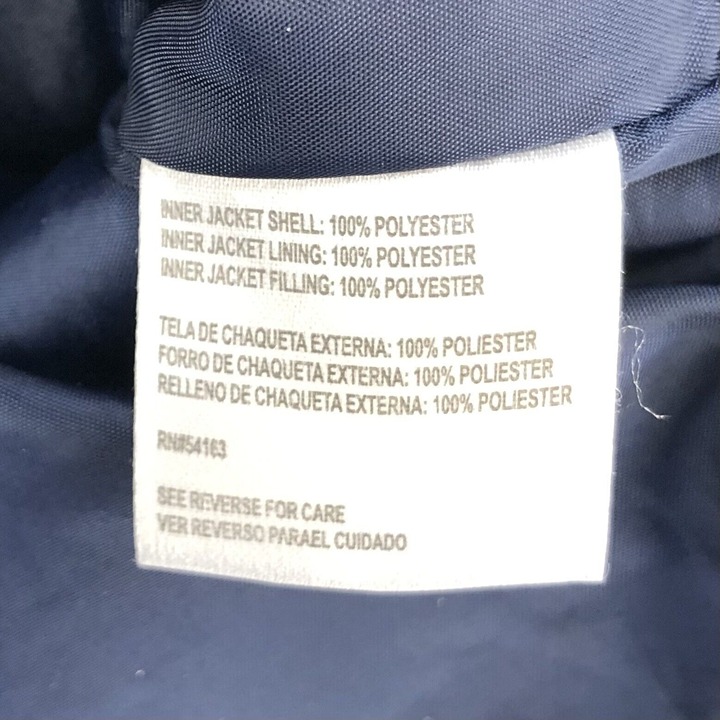 INNER JACKET SHELL: 100% POLYESTER
INNER JACKET LINING: 100% POLYESTER
INNER JACKET FILLING: 100% POLYESTER
TELA DE CHAQUETA EXTERNA: 100% POLIESTER
FORRO DE CHAQUETA EXTERNA: 100% POLIESTER
RELLENO DE CHAQUETA EXTERNA: 100% POLIESTER
RN#54163
SEE REVERSE FOR CARE
VER REVERSO PARAEL CUIDADO